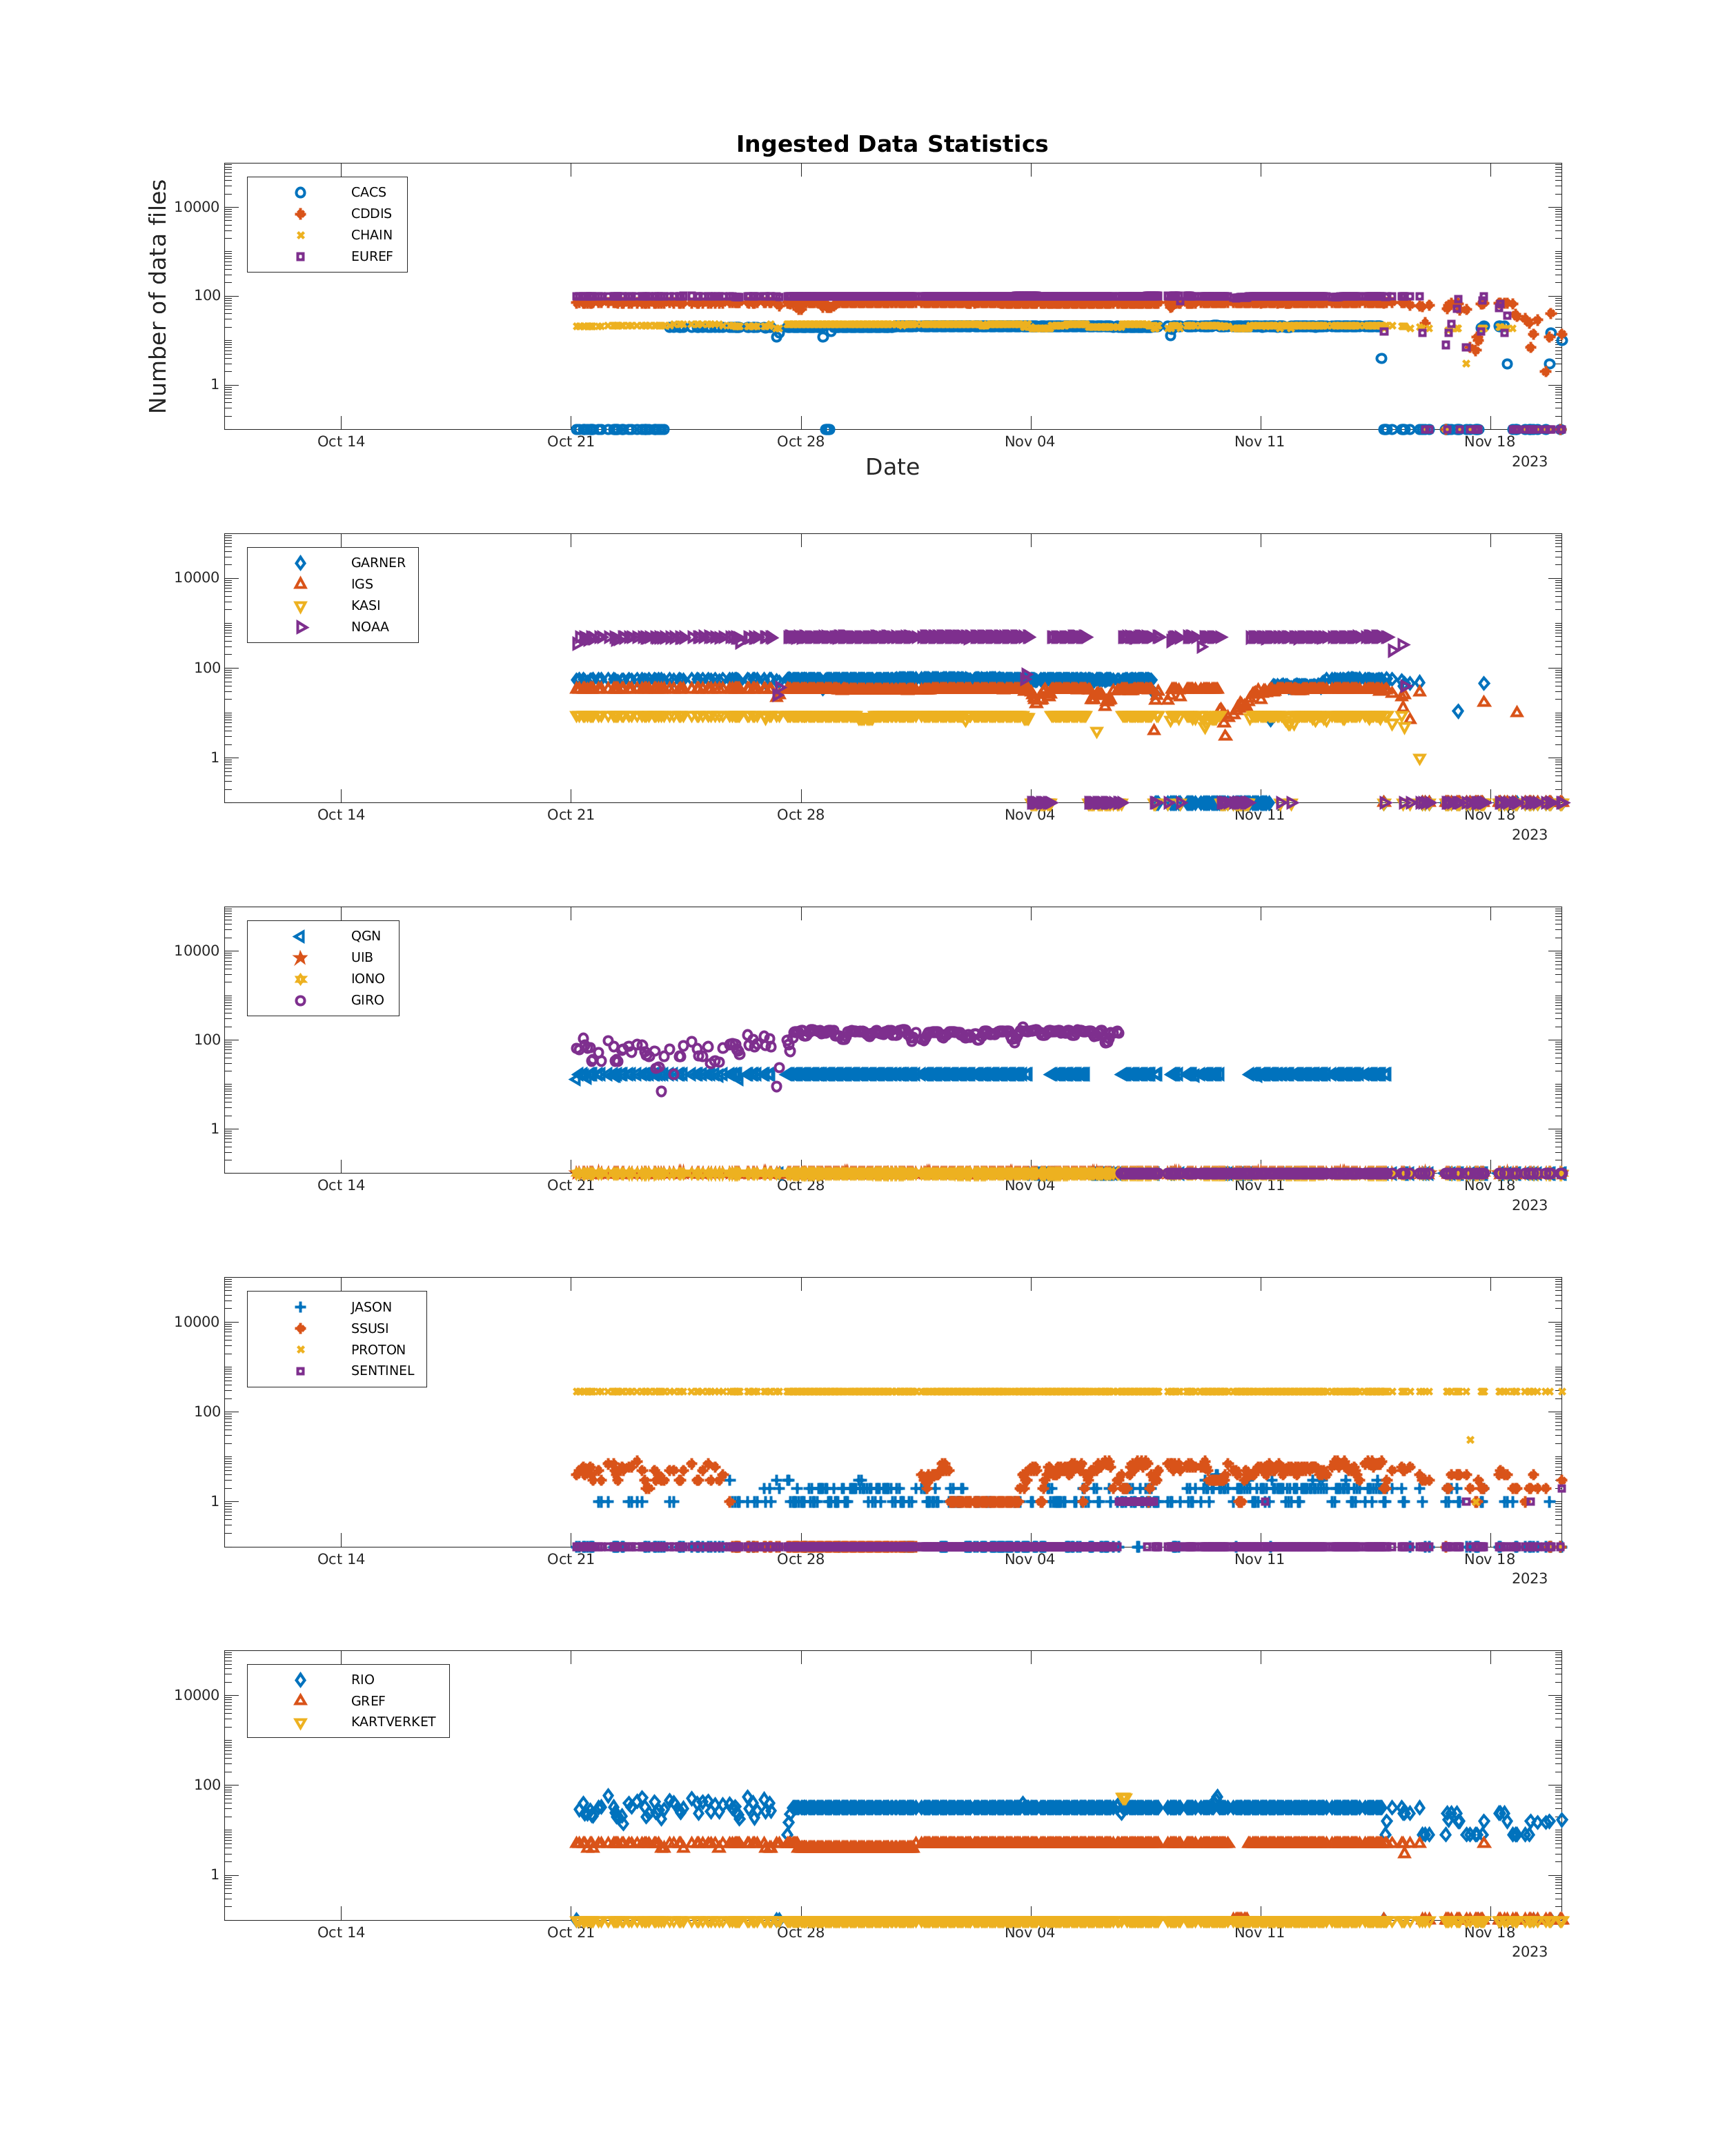 Ingested Data Statistics
Number of data files
CACS
CDDIS
CHAIN
EUREF
10000
100
1
Oct 14 Oct 21 Oct 28 Nov 04 Nov 11 Nov 18
2023
Date
GARNER
IGS
KASI
NOAA
10000
100
1
Oct 14 Oct 21 Oct 28 Nov 04 Nov 11 Nov 18
2023
QGN
UIB
IONO
GIRO
10000
100
1
Oct 14 Oct 21 Oct 28 Nov 04 Nov 11 Nov 18
2023
JASON
SSUSI
PROTON
SENTINEL
10000
100
1
Oct 14 Oct 21 Oct 28 Nov 04 Nov 11 Nov 18
2023
RIO
GREF
KARTVERKET
10000
100
1
Oct 14 Oct 21 Oct 28 Nov 04 Nov 11 Nov 18
2023